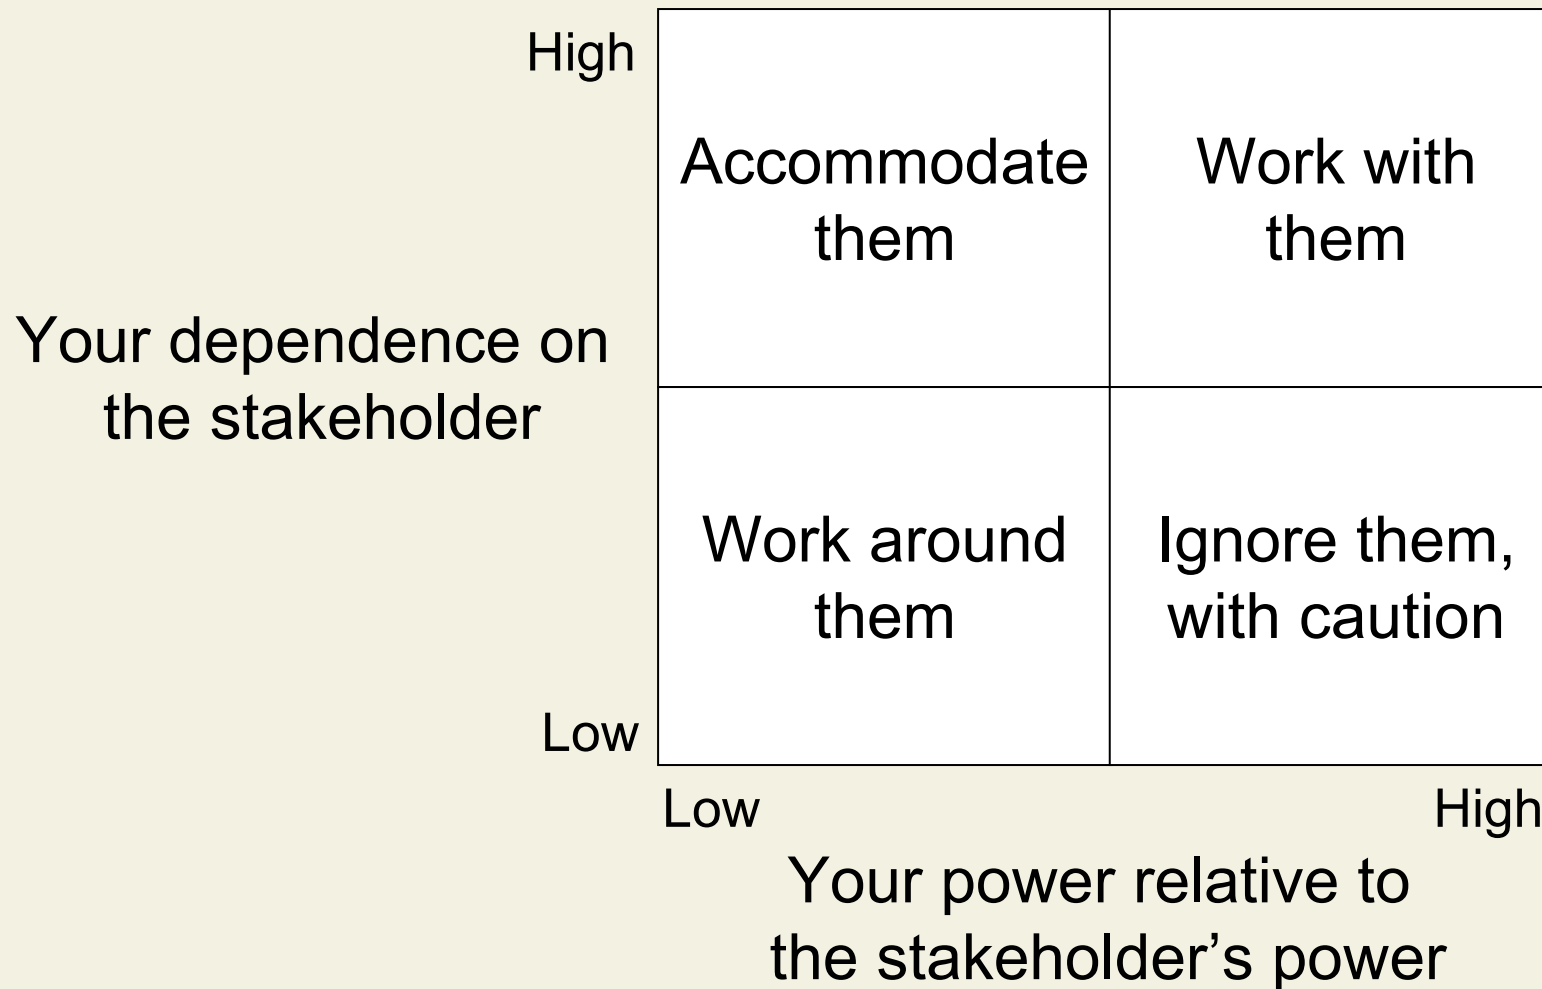 High
Accommodate
them
Work with
them
Your dependence on
the stakeholder
Work around
them
Ignore them,
with caution
Low
Low
High
Your power relative to
the stakeholder’s power